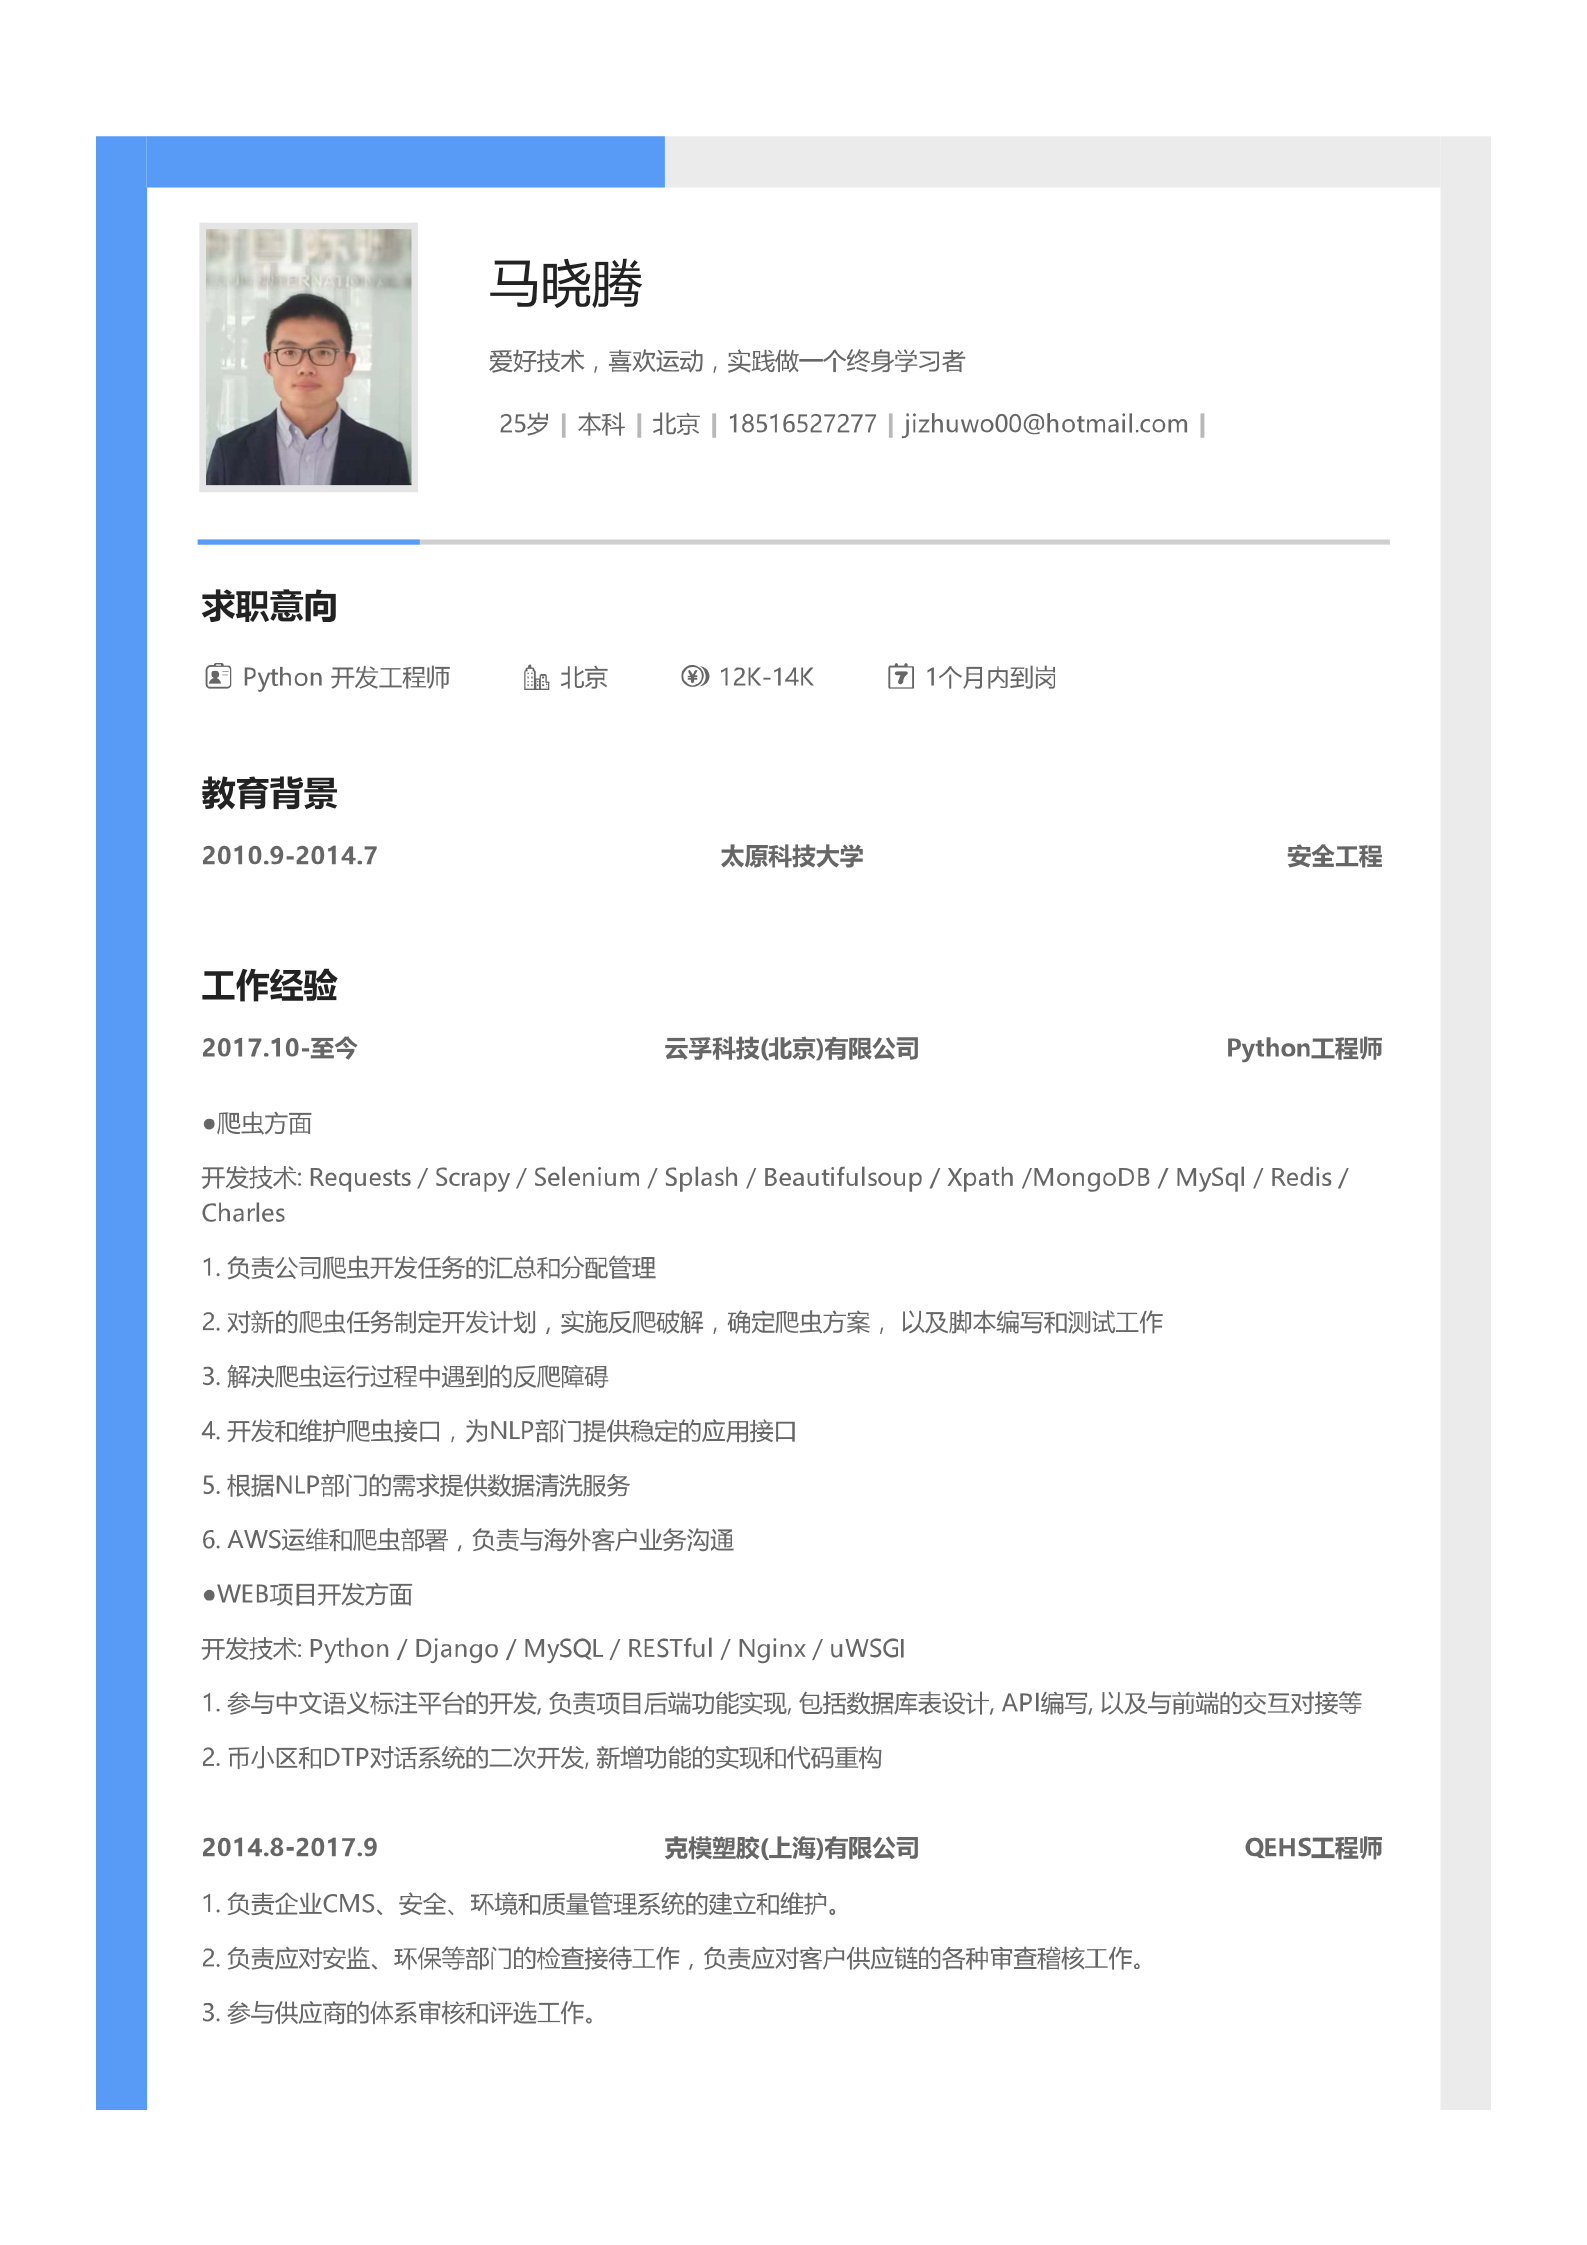 马晓腾
爱好技术，喜欢运动，实践做一个终身学习者
25岁 | 本科 | 北京 | 18516527277 | jizhuwo00@hotmail.com |
求职意向
Python 开发工程师 北京 12K-14K 1个月内到岗
教育背景
2010.9-2014.7 太原科技大学 安全工程
工作经验
2017.10-至今 云孚科技(北京)有限公司 Python工程师
●爬虫方面
开发技术: Requests / Scrapy / Selenium / Splash / Beautifulsoup / Xpath /MongoDB / MySql / Redis /
Charles
1. 负责公司爬虫开发任务的汇总和分配管理
2. 对新的爬虫任务制定开发计划，实施反爬破解，确定爬虫方案， 以及脚本编写和测试工作
3. 解决爬虫运行过程中遇到的反爬障碍
4. 开发和维护爬虫接口，为NLP部门提供稳定的应用接口
5. 根据NLP部门的需求提供数据清洗服务
6. AWS运维和爬虫部署，负责与海外客户业务沟通
●WEB项目开发方面
开发技术: Python / Django / MySQL / RESTful / Nginx / uWSGI
1. 参与中文语义标注平台的开发, 负责项目后端功能实现, 包括数据库表设计, API编写, 以及与前端的交互对接等
2. 币小区和DTP对话系统的二次开发, 新增功能的实现和代码重构
2014.8-2017.9 克模塑胶(上海)有限公司 QEHS工程师
1. 负责企业CMS、安全、环境和质量管理系统的建立和维护。
2. 负责应对安监、环保等部门的检查接待工作，负责应对客户供应链的各种审查稽核工作。
3. 参与供应商的体系审核和评选工作。